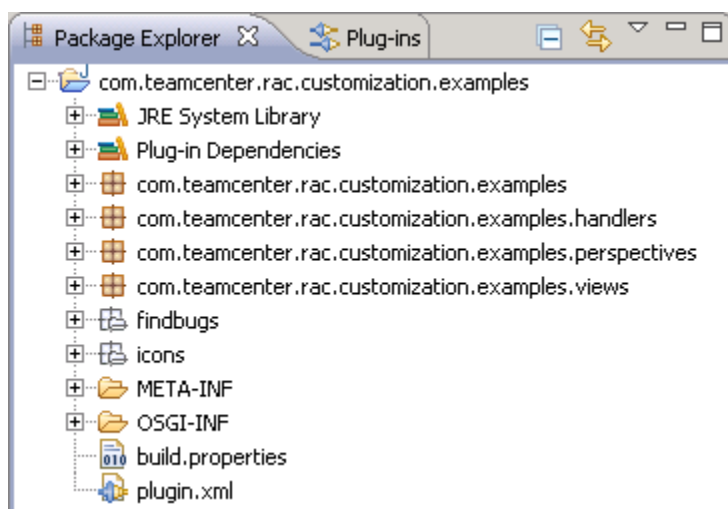 Package Explorer Plug-ins
com.teamcenter.rac.customization.examples
JRE System Library
Plug-in Dependencies
com.teamcenter.rac.customization.examples
com.teamcenter.rac.customization.examples.handlers
com.teamcenter.rac.customization.examples.perspectives
com.teamcenter.rac.customization.examples.views
findbugs
icons
META-INF
OSGI-INF
build.properties
plugin.xml